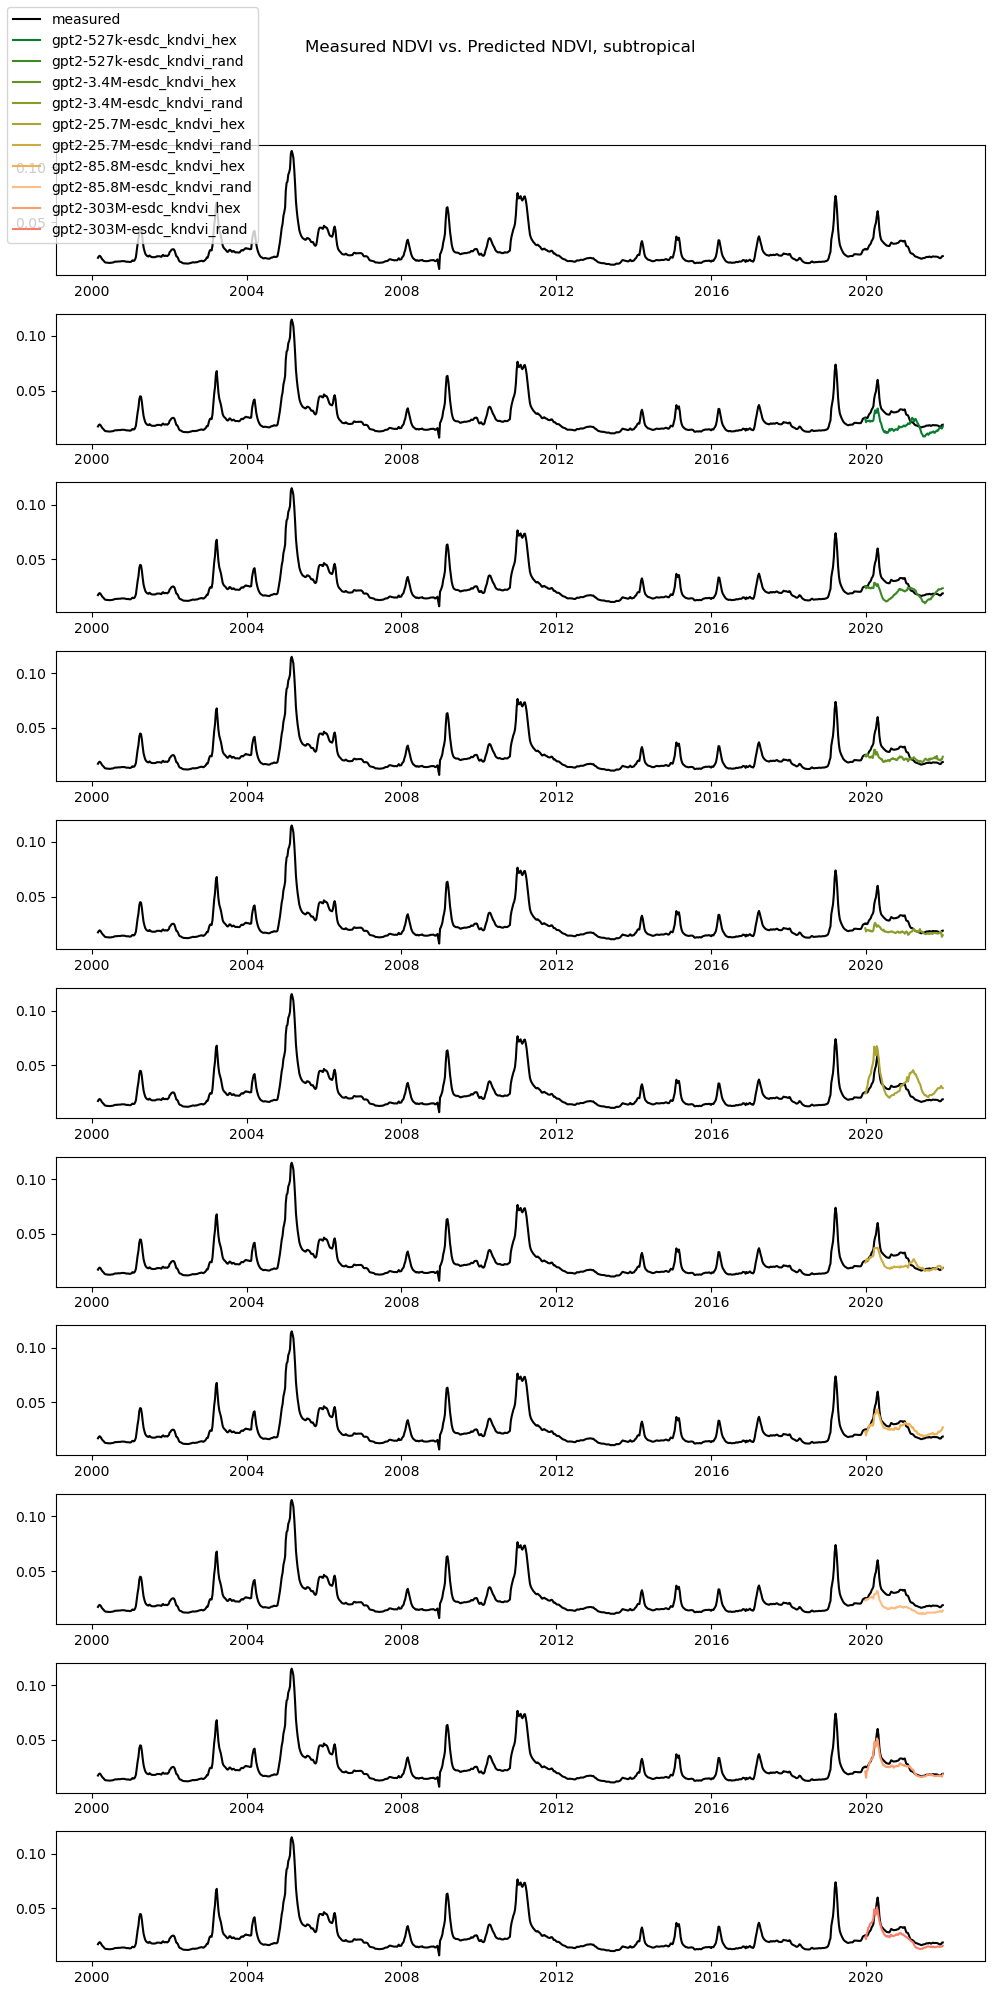 measured
gpt2-527k-esdc_kndvi_hex
gpt2-527k-esdc_kndvi_rand
gpt2-3.4M-esdc_kndvi_hex
gpt2-3.4M-esdc_kndvi_rand
gpt2-25.7M-esdc_kndvi_hex
gpt2-25.7M-esdc_kndvi_rand
gpt2-85.8M-esdc_kndvi_hex
gpt2-85.8M-esdc_kndvi_rand
gpt2-303M-esdc_kndvi_hex
gpt2-303M-esdc_kndvi_rand
Measured NDVI vs. Predicted NDVI, subtropical
0.10
0.05
2000 2004 2008 2012 2016 2020
0.10
0.05
2000 2004 2008 2012 2016 2020
0.10
0.05
2000 2004 2008 2012 2016 2020
0.10
0.05
2000 2004 2008 2012 2016 2020
0.10
0.05
2000 2004 2008 2012 2016 2020
0.10
0.05
2000 2004 2008 2012 2016 2020
0.10
0.05
2000 2004 2008 2012 2016 2020
0.10
0.05
2000 2004 2008 2012 2016 2020
0.10
0.05
2000 2004 2008 2012 2016 2020
0.10
0.05
2000 2004 2008 2012 2016 2020
0.10
0.05
2000 2004 2008 2012 2016 2020